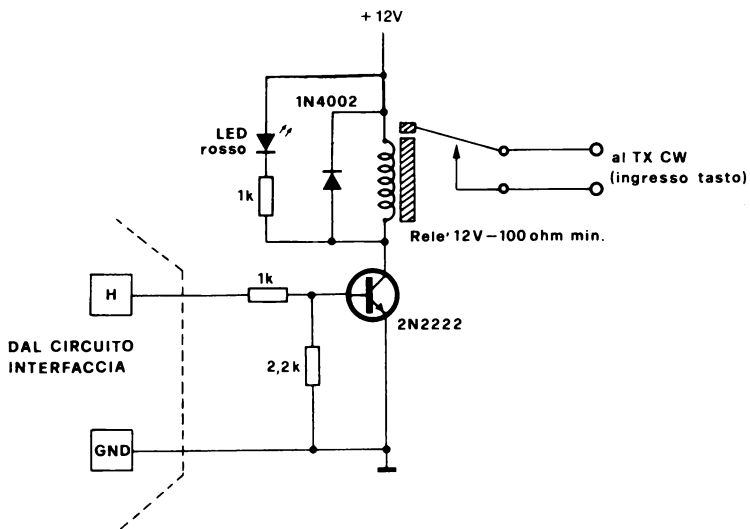 + 12V
1N4002
LED
rosso
1k
al TX CW
(ingresso tasto)
Rele' 12V – 100 ohm min.
H
1k
2N2222
DAL CIRCUITO
INTERFACCIA
2,2k
GND